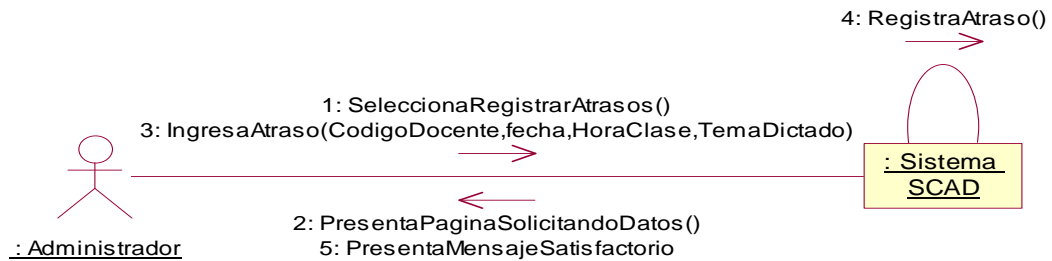 4: RegistraAtraso()
1: SeleccionaRegistrarAtrasos()
3: IngresaAtraso(CodigoDocente,fecha,HoraClase,TemaDictado)
: Sistema
SCAD
2: PresentaPaginaSolicitandoDatos()
5: PresentaMensajeSatisfactorio
: Administrador